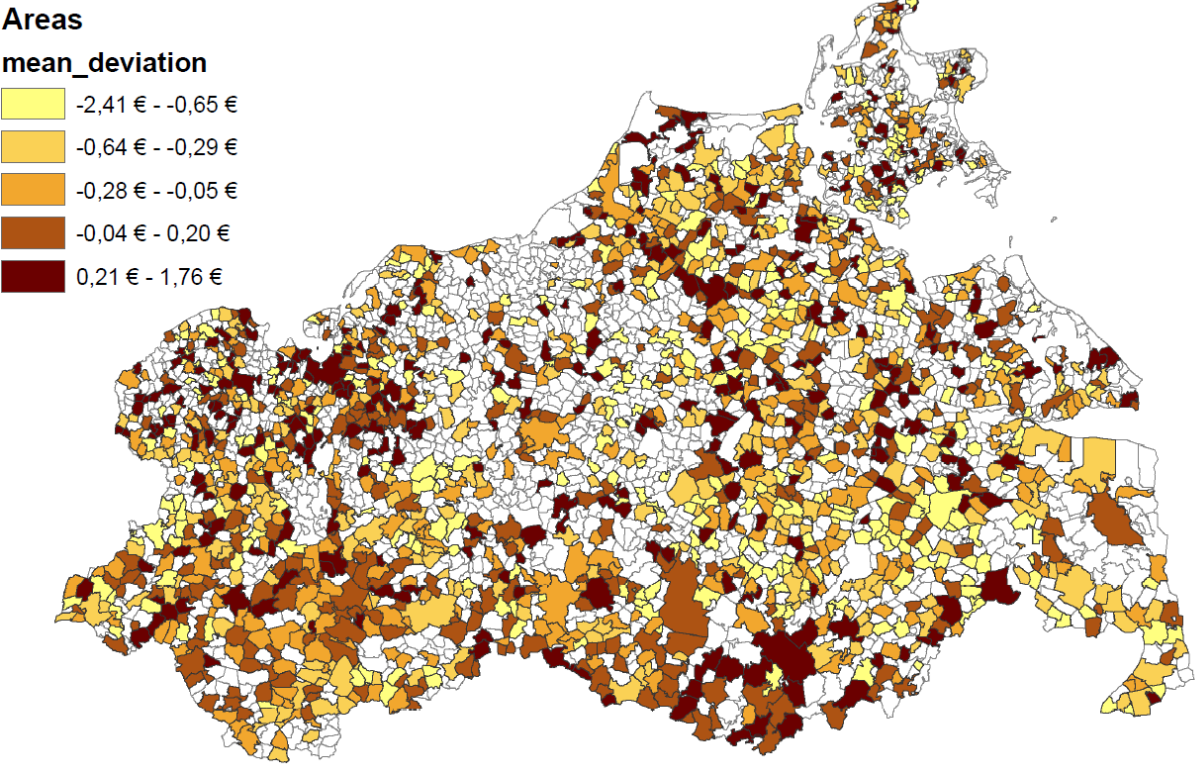 Areas
mean_deviation
-2,41 € - -0,65 €
-0,64 € - -0,29 €
-0,28 € - -0,05 €
-0,04 € - 0,20 €
0,21 € - 1,76 €